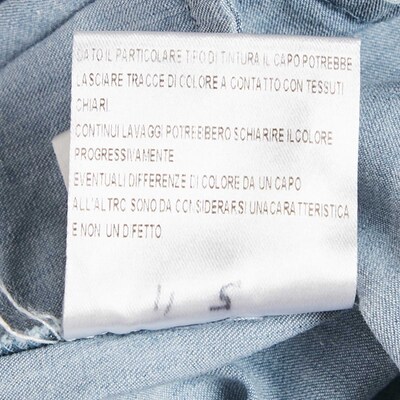 DATO IL PARTICOLARE TIPO DI TINTURA IL CAPO POTREBBE
LASCIARE TRACCE DI COLORE A CONTATTO CON TESSUTI
CHIARI
CONTINUI LAVAGGI POTREBBERO SCHIARIRE IL COLORE
PROGRESSIVAMENTE
EVENTUALI DIFFERENZE DI COLORE DA UN CAPO
ALL'ALTRO SONO DA CONSIDERARSI UNA CARATTERISTICA
E NON UN DIFETTO.